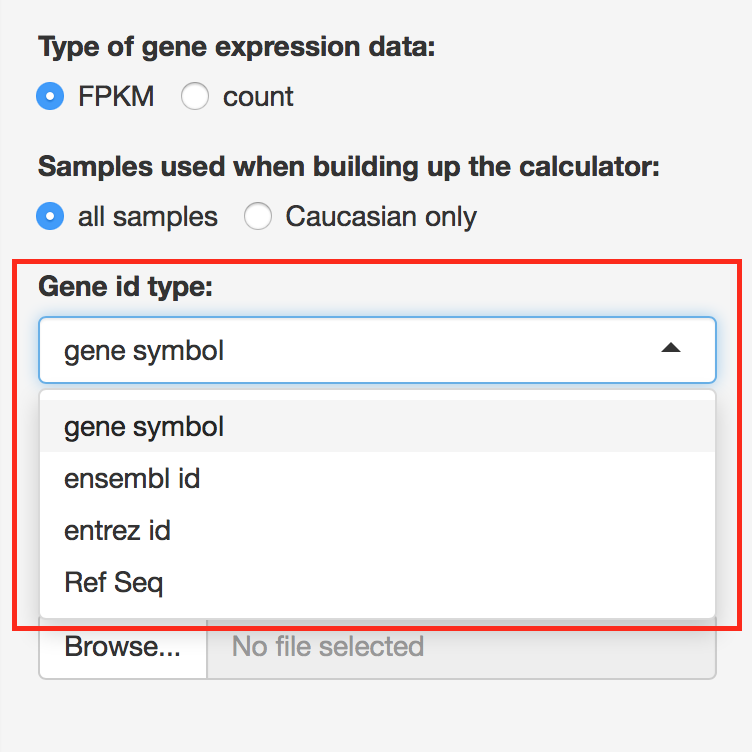 Type of gene expression data:
FPKM count
Samples used when building up the calculator:
all samples Caucasian only
Gene id type:
gene symbol
gene symbol
ensembl id
entrez id
Ref Seq
Browse... No file selected